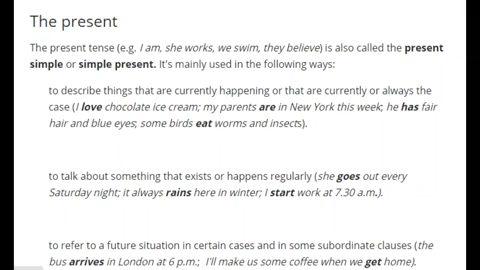 The present
The present tense (e.g. I am, she works, we swim, they believe) is also called the present
simple or simple present. It's mainly used in the following ways:
to describe things that are currently happening or that are currently or always the
case (I love chocolate ice cream; my parents are in New York this week; he has fair
hair and blue eyes; some birds eat worms and insects).
to talk about something that exists or happens regularly (she goes out every
Saturday night; it always rains here in winter; I start work at 7.30 a.m.).
to refer to a future situation in certain cases and in some subordinate clauses (the
bus arrives in London at 6 p.m.; I'll make us some coffee when we get home).